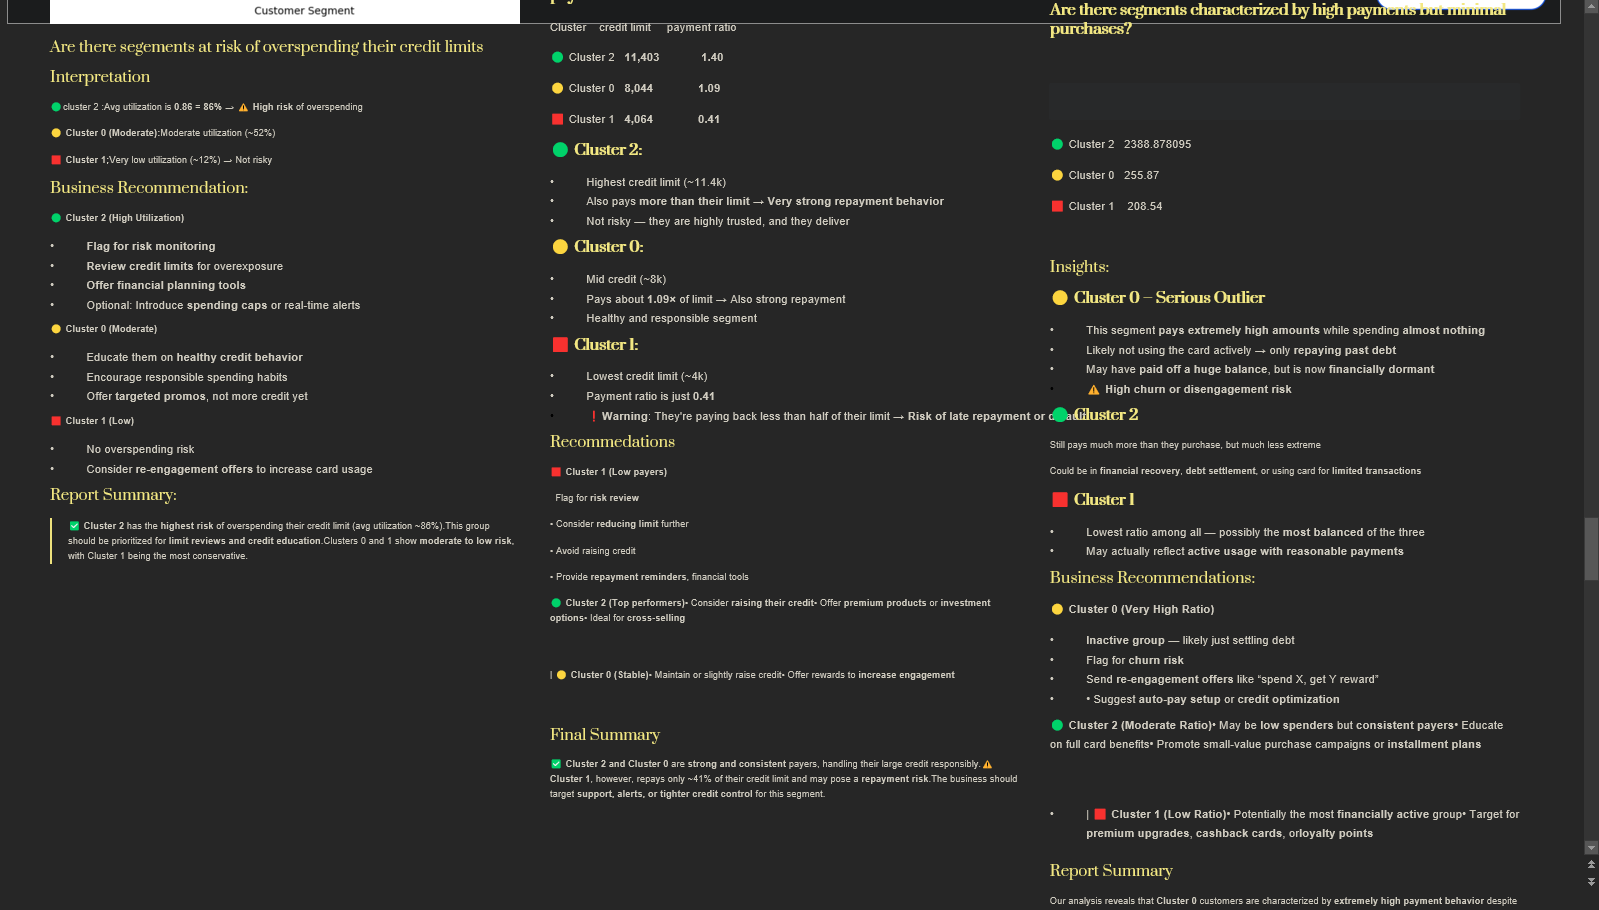 Customer Segment
Are there segements at risk of overspending their credit limits
Interpretation
cluster 2 :Avg utilization is 0.86 = 86% → ⚠️ High risk of overspending
Cluster 0 (Moderate):Moderate utilization (~52%)
Cluster 1;Very low utilization (~12%) → Not risky
Business Recommendation:
Cluster 2 (High Utilization)
• Flag for risk monitoring
• Review credit limits for overexposure
• Offer financial planning tools
• Optional: Introduce spending caps or real-time alerts
Cluster 0 (Moderate)
• Educate them on healthy credit behavior
• Encourage responsible spending habits
• Offer targeted promos, not more credit yet
Cluster 1 (Low)
• No overspending risk
• Consider re-engagement offers to increase card usage
Report Summary:
✅ Cluster 2 has the highest risk of overspending their credit limit (avg utilization ~86%).This group
should be prioritized for limit reviews and credit education.Clusters 0 and 1 show moderate to low risk,
with Cluster 1 being the most conservative.
Cluster credit limit payment ratio
Cluster 2 11,403 1.40
Cluster 0 8,044 1.09
Cluster 1 4,064 0.41
Cluster 2:
• Highest credit limit (~11.4k)
• Also pays more than their limit → Very strong repayment behavior
• Not risky — they are highly trusted, and they deliver
Cluster 0:
• Mid credit (~8k)
• Pays about 1.09× of limit → Also strong repayment
• Healthy and responsible segment
Cluster 1:
• Lowest credit limit (~4k)
• Payment ratio is just 0.41
• ❗ Warning: They're paying back less than half of their limit → Risk of late repayment or
Recommedations
Cluster 1 (Low payers)
Flag for risk review
• Consider reducing limit further
• Avoid raising credit
• Provide repayment reminders, financial tools
Cluster 2 (Top performers)• Consider raising their credit• Offer premium products or investment
options• Ideal for cross-selling
| Cluster 0 (Stable)• Maintain or slightly raise credit• Offer rewards to increase engagement
Final Summary
✅ Cluster 2 and Cluster 0 are strong and consistent payers, handling their large credit responsibly. ⚠️
Cluster 1, however, repays only ~41% of their credit limit and may pose a repayment risk.The business should
target support, alerts, or tighter credit control for this segment.
Are there segments characterized by high payments but minimal
purchases?
Cluster 2 2388.878095
Cluster 0 255.87
Cluster 1 208.54
Insights:
Cluster 0 – Serious Outlier
• This segment pays extremely high amounts while spending almost nothing
• Likely not using the card actively → only repaying past debt
• May have paid off a huge balance, but is now financially dormant
• ⚠️ High churn or disengagement risk
Cluster 2
Still pays much more than they purchase, but much less extreme
Could be in financial recovery, debt settlement, or using card for limited transactions
Cluster 1
• Lowest ratio among all — possibly the most balanced of the three
• May actually reflect active usage with reasonable payments
Business Recommendations:
Cluster 0 (Very High Ratio)
• Inactive group — likely just settling debt
• Flag for churn risk
• Send re-engagement offers like “spend X, get Y reward”
• • Suggest auto-pay setup or credit optimization
Cluster 2 (Moderate Ratio)• May be low spenders but consistent payers• Educate
on full card benefits• Promote small-value purchase campaigns or installment plans
• | Cluster 1 (Low Ratio)• Potentially the most financially active group• Target for
premium upgrades, cashback cards, orloyalty points
Report Summary
Our analysis reveals that Cluster 0 customers are characterized by extremely high payment behavior despite